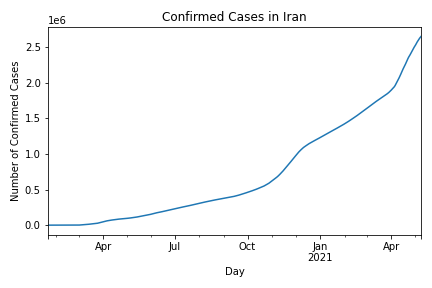 Confirmed Cases in Iran
1e6
2.5
2.0
1.5
1.0
0.5
0.0
Number of Confirmed Cases
Apr
Jul
Oct
Jan
2021
Apr
Day